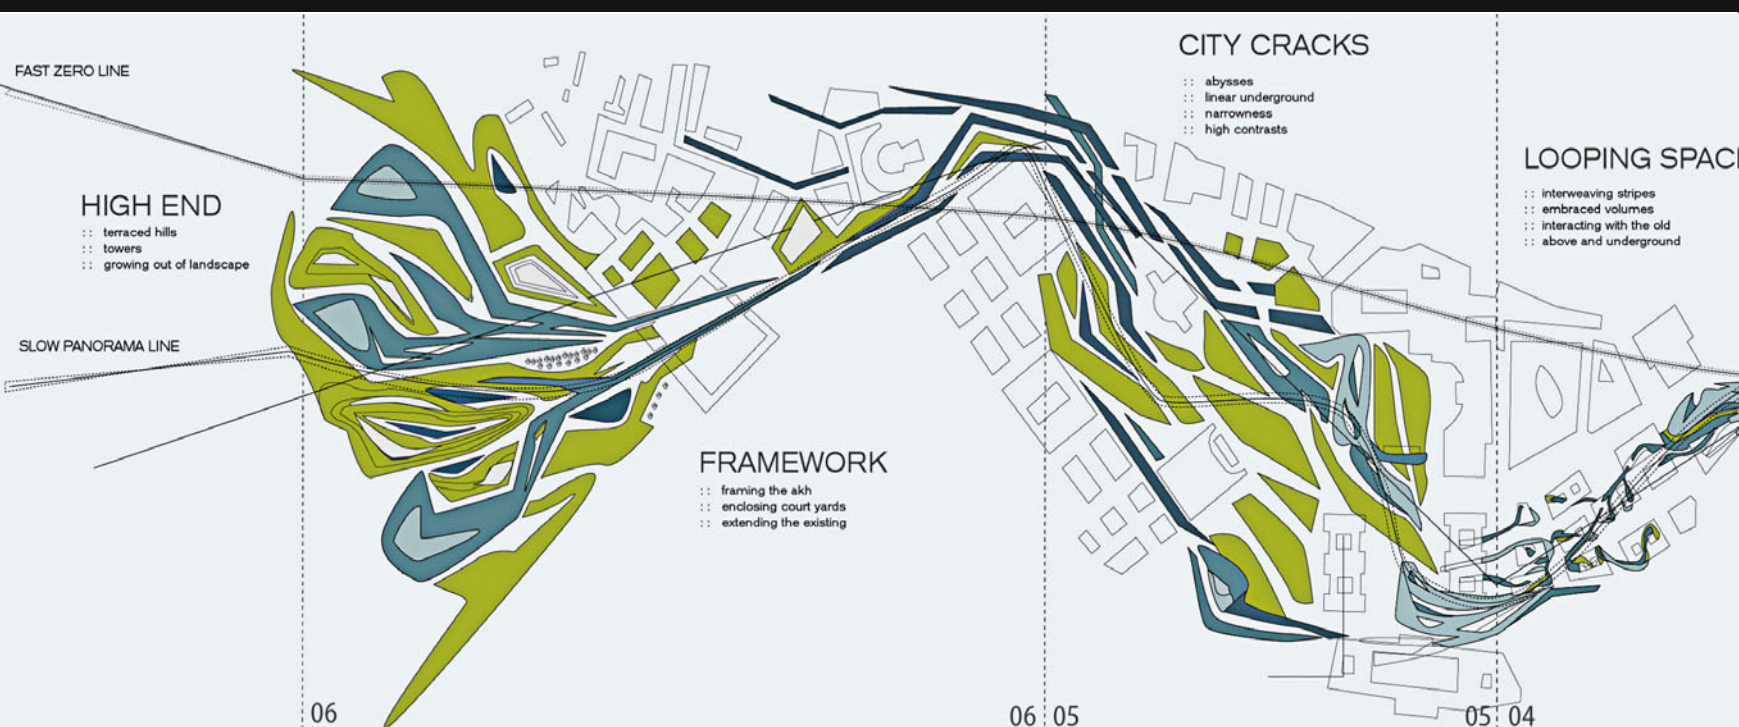 FAST ZERO LINE
HIGH END
:: terraced hills
:: towers
:: growing out of landscape
SLOW PANORAMA LINE
FRAMEWORK
:: framing the akh
:: enclosing court yards
:: extending the existing
CITY CRACKS
:: abysses
:: linear underground
:: narrowness
:: high contrasts
LOOPING
:: interweaving stripes
:: embraced volumes
:: interacting with the old
:: above and underground
06
06 05
05 04